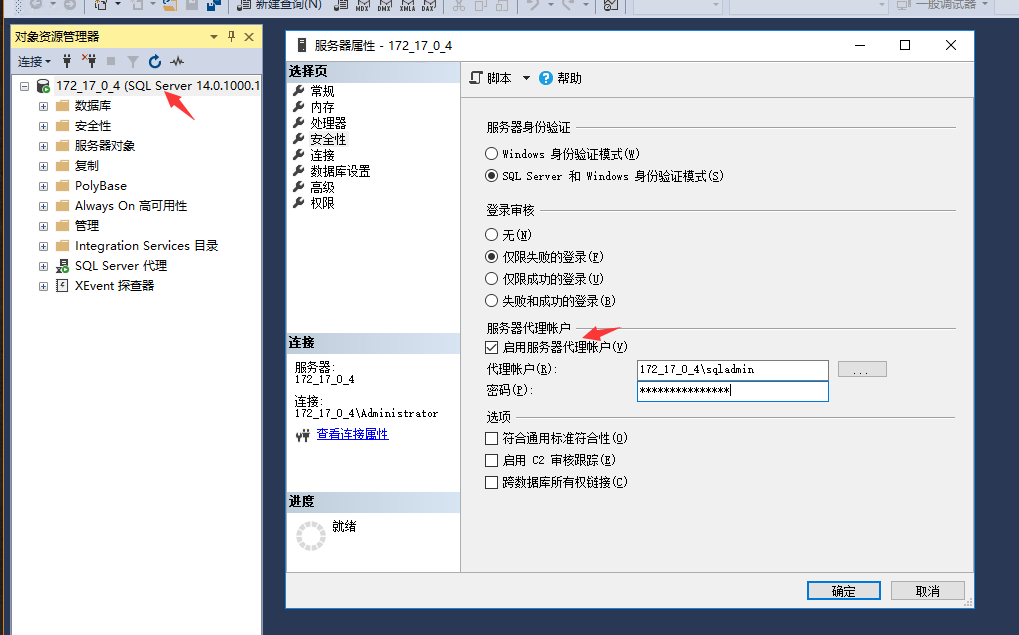 新建查询(N)
MDX DMX XMLA DAX
一般调试器
对象资源管理器
连接
172_17_0_4 (SQL Server 14.0.1000.1
数据库
安全性
服务器对象
复制
PolyBase
Always On 高可用性
管理
Integration Services 目录
SQL Server 代理
XEvent 探查器
服务器属性 - 172_17_0_4
选择页
常规
内存
处理器
安全性
连接
数据库设置
高级
权限
连接
服务器:
172_17_0_4
连接:
172_17_0_4\Administrator
查看连接属性
进度
就绪
脚本
帮助
服务器身份验证
Windows 身份验证模式(W)
SQL Server 和 Windows 身份验证模式(S)
登录审核
无(N)
仅限失败的登录(F)
仅限成功的登录(U)
失败和成功的登录(B)
服务器代理帐户
启用服务器代理帐户(V)
代理帐户(R): 172_17_0_4\sqladmin ...
密码(P): ***************
选项
符合通用标准符合性(O)
启用 C2 审核跟踪(E)
跨数据库所有权链接(C)
确定 取消